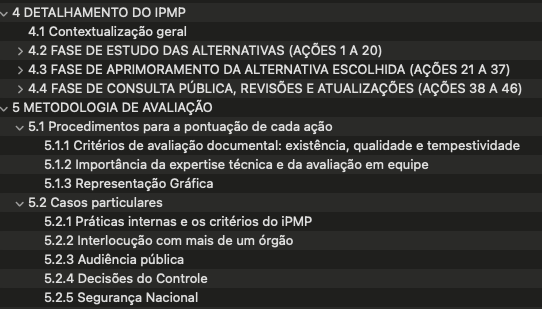 4 DETALHAMENTO DO IPMP
4.1 Contextualização geral
4.2 FASE DE ESTUDO DAS ALTERNATIVAS (AÇÕES 1 A 20)
4.3 FASE DE APRIMORAMENTO DA ALTERNATIVA ESCOLHIDA (AÇÕES 21 A 37)
4.4 FASE DE CONSULTA PÚBLICA, REVISÕES E ATUALIZAÇÕES (AÇÕES 38 A 46)
5 METODOLOGIA DE AVALIAÇÃO
5.1 Procedimentos para a pontuação de cada ação
5.1.1 Critérios de avaliação documental: existência, qualidade e tempestividade
5.1.2 Importância da expertise técnica e da avaliação em equipe
5.1.3 Representação Gráfica
5.2 Casos particulares
5.2.1 Práticas internas e os critérios do iPMP
5.2.2 Interlocução com mais de um órgão
5.2.3 Audiência pública
5.2.4 Decisões do Controle
5.2.5 Segurança Nacional